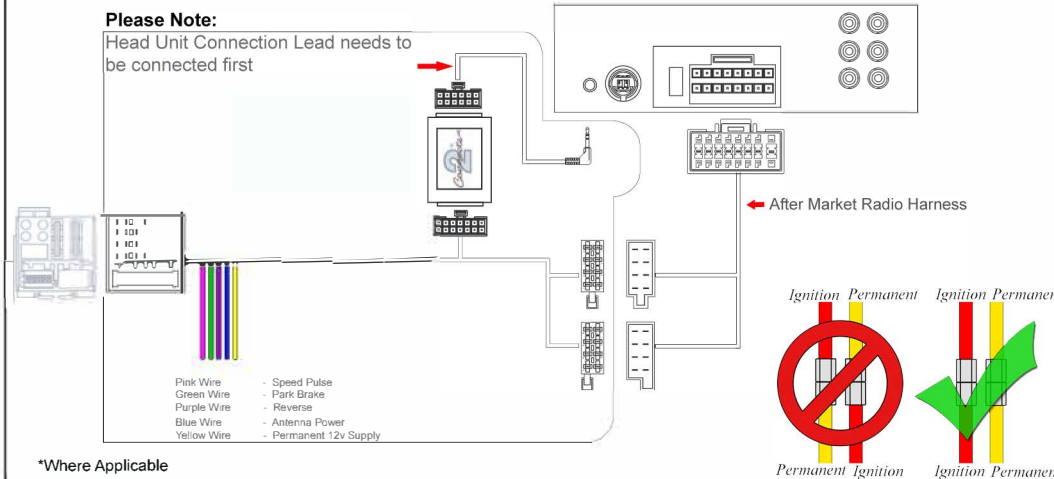 Please Note:
Head Unit Connection Lead needs to
be connected first
After Market Radio Harness
Pink Wire - Speed Pulse
Green Wire - Park Brake
Purple Wire - Reverse
Blue Wire - Antenna Power
Yellow Wire - Permanent 12v Supply
*Where Applicable
Ignition Permanent
Ignition Permanen
Permanent Ignition
Ignition Permanen